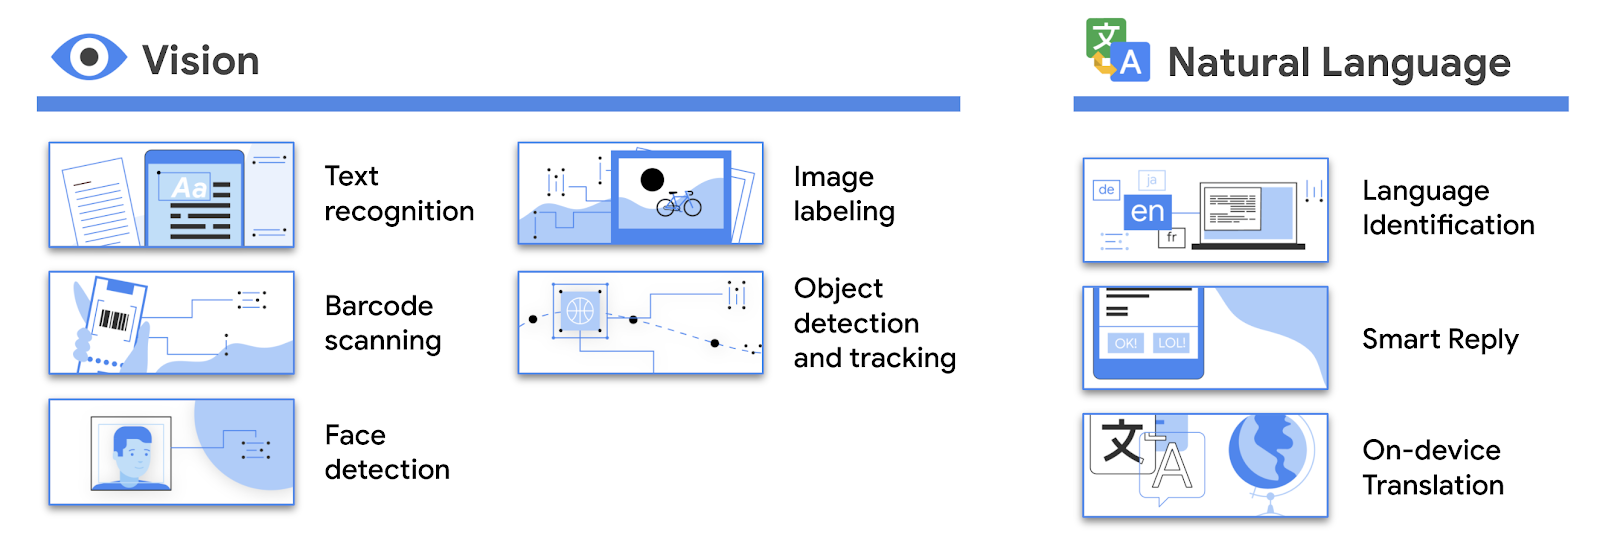 Vision
Aa
Text
recognition
Image
labeling
Barcode
scanning
Object
detection
and tracking
Face
detection
文
A
Natural Language
de
ja
en
fr
Language
Identification
OK!
LOL!
Smart Reply
文
A
On-device
Translation